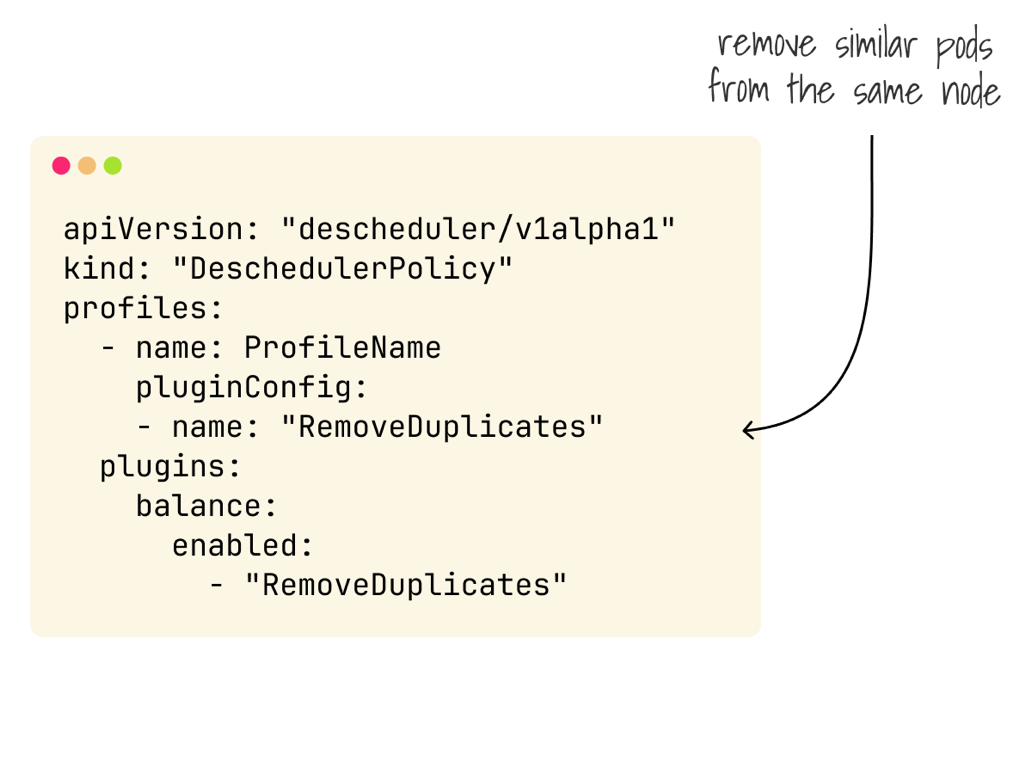 remove similar pods
from the same node
apiVersion: "descheduler/v1alpha1"
kind: "DeschedulerPolicy"
profiles:
  - name: ProfileName
    pluginConfig:
    - name: "RemoveDuplicates"
  plugins:
    balance:
      enabled:
        - "RemoveDuplicates"